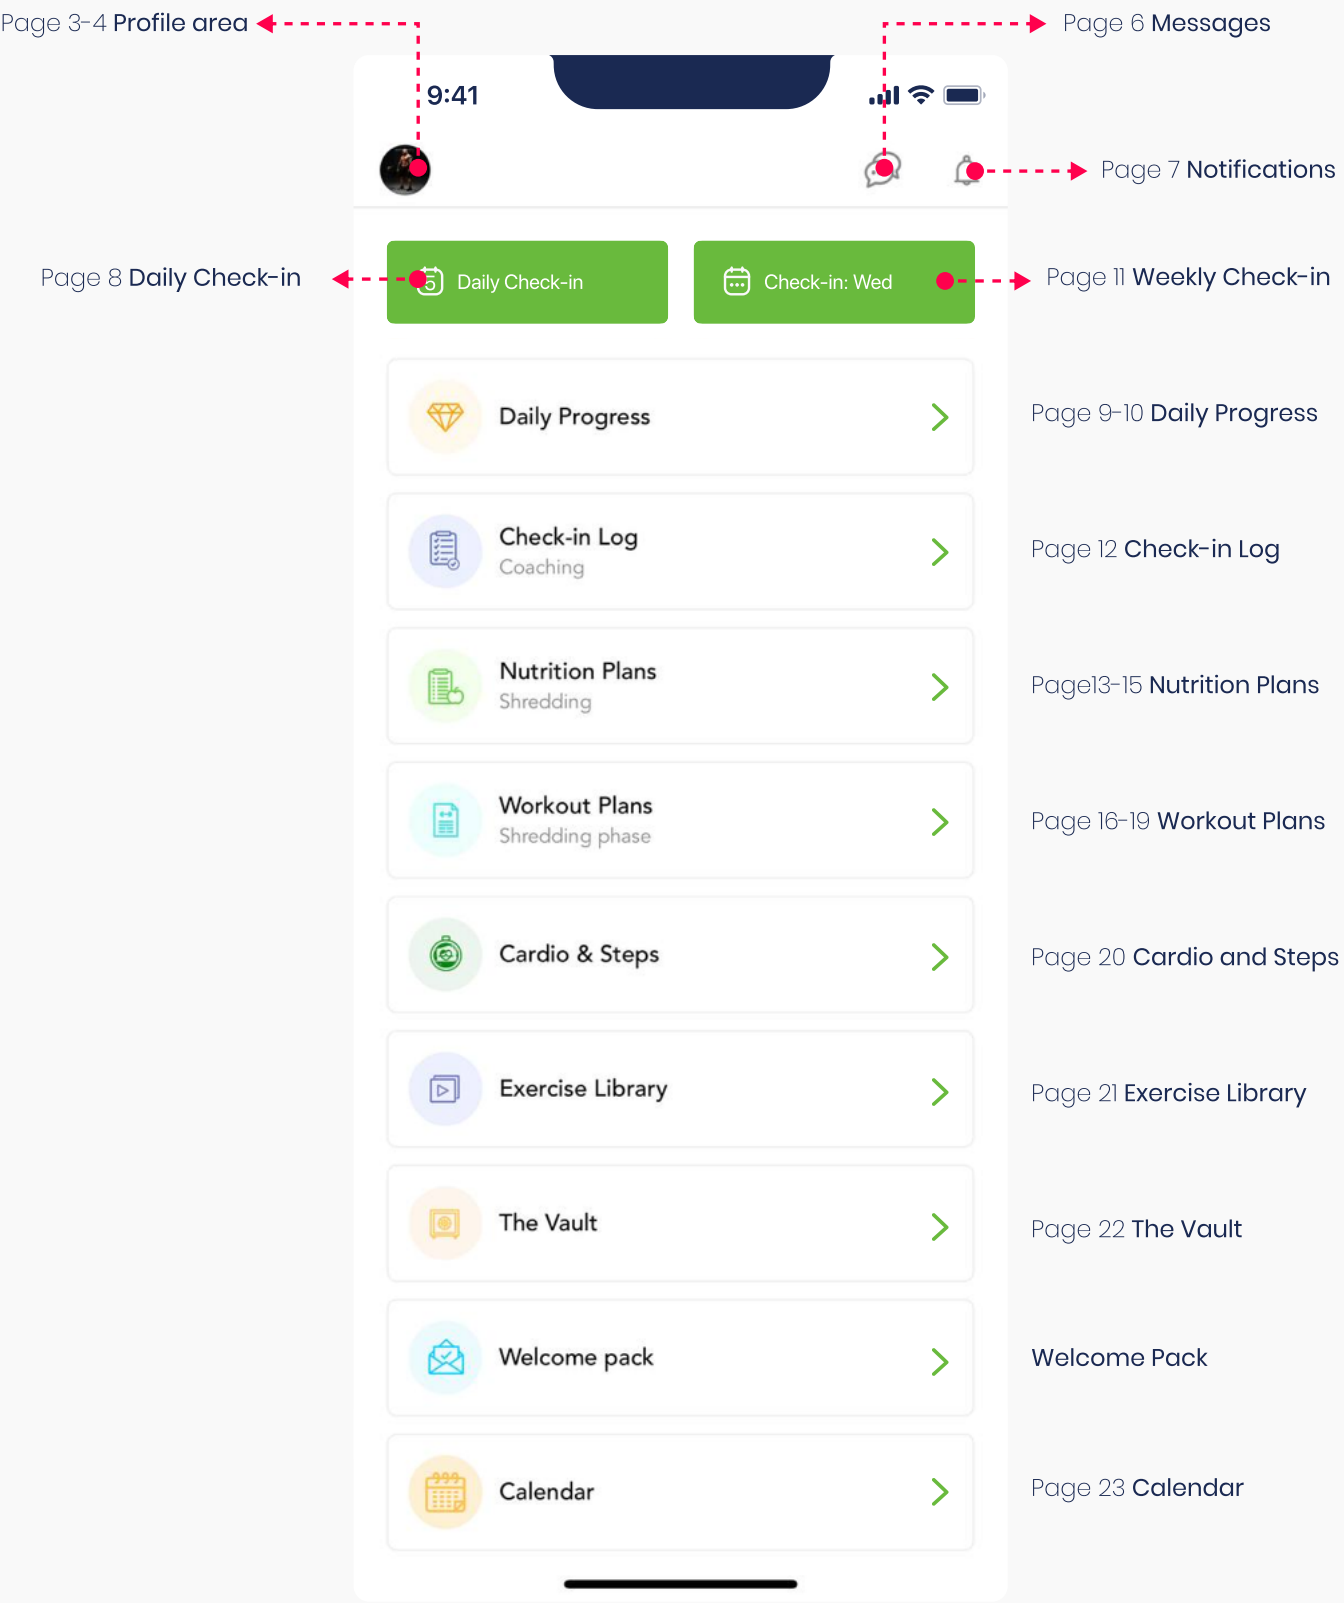 Page 3-4 Profile area
Page 6 Messages
9:41
Page 7 Notifications
Page 8 Daily Check-in
5 Daily Check-in
Check-in: Wed
Page 11 Weekly Check-in
Daily Progress
Page 9-10 Daily Progress
Check-in Log
Coaching
Page 12 Check-in Log
Nutrition Plans
Shredding
Page13-15 Nutrition Plans
Workout Plans
Shredding phase
Page 16-19 Workout Plans
Cardio & Steps
Page 20 Cardio and Steps
Exercise Library
Page 21 Exercise Library
The Vault
Page 22 The Vault
Welcome pack
Welcome Pack
Calendar
Page 23 Calendar